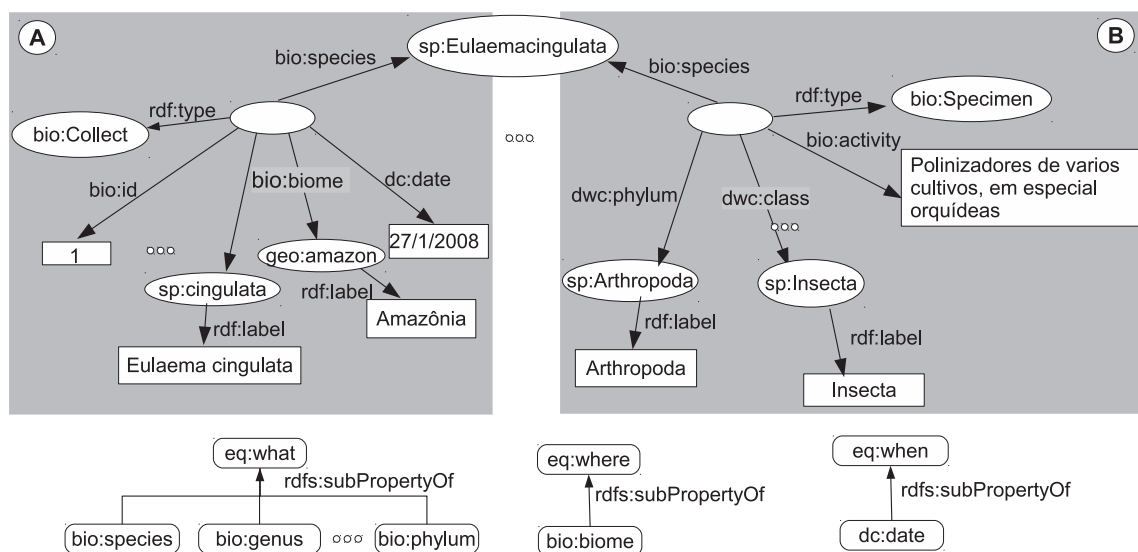 A
sp:Eulaemacingulata
B
bio:species
bio:species
rdf:type
rdf:type
bio:Specimen
bio:Collect
bio:activity
bio:id
bio:biome
dc:date
Polinizadores de varios
cultivos, em especial
orquídeas
dwc:phylum
dwc:class
1
27/1/2008
geo:amazon
sp:cingulata
sp:Arthropoda
sp:Insecta
rdf:label
Amazônia
rdf:label
rdf:label
rdf:label
Eulaema cingulata
Arthropoda
Insecta
eq:what
eq:where
eq:when
rdfs:subPropertyOf
rdfs:subPropertyOf
rdfs:subPropertyOf
bio:species
bio:genus
bio:phylum
bio:biome
dc:date